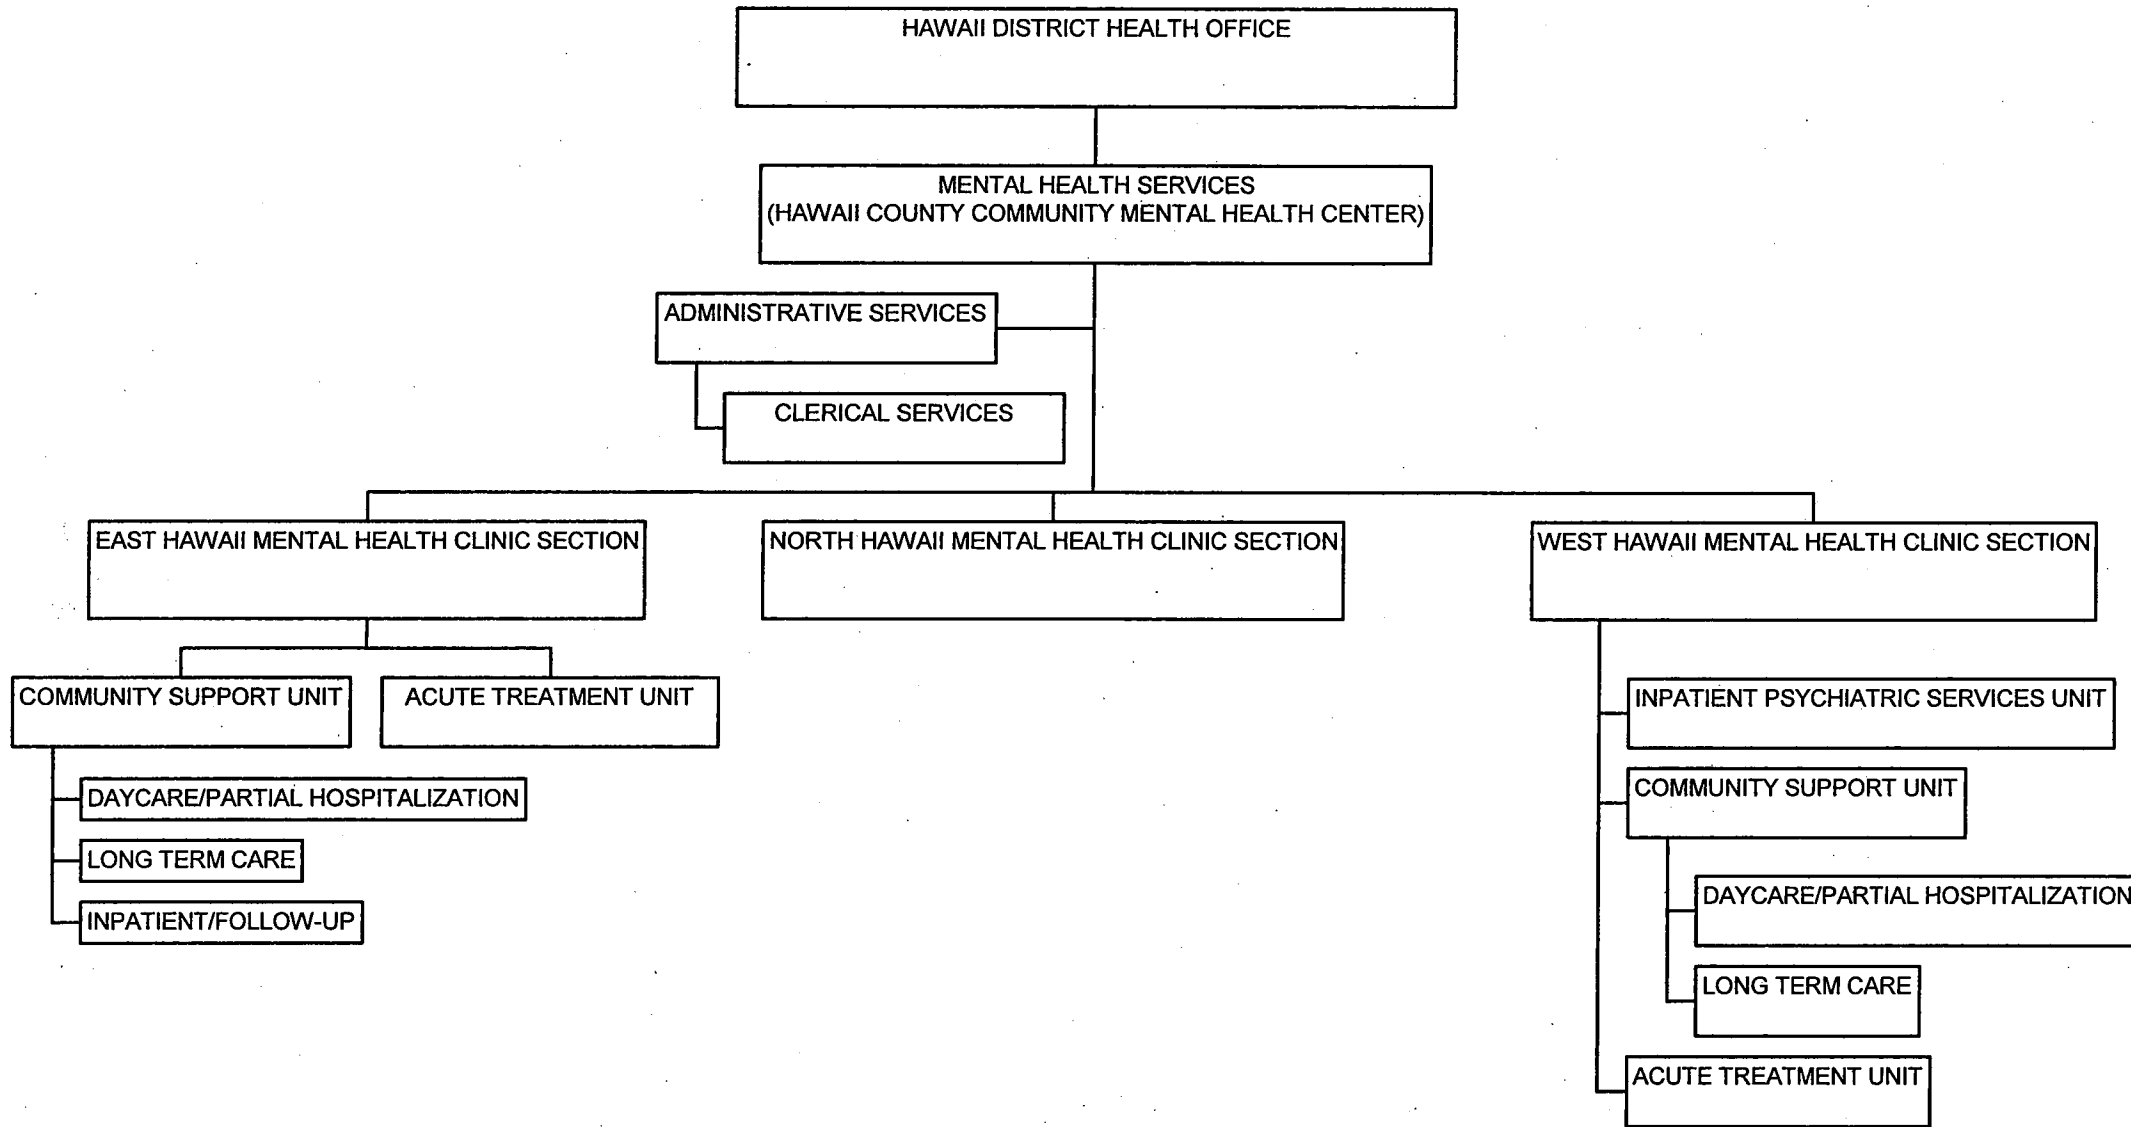 HAWAII DISTRICT HEALTH OFFICE
MENTAL HEALTH SERVICES
(HAWAII COUNTY COMMUNITY MENTAL HEALTH CENTER)
ADMINISTRATIVE SERVICES
CLERICAL SERVICES
EAST HAWAII MENTAL HEALTH CLINIC SECTION
NORTH HAWAII MENTAL HEALTH CLINIC SECTION
WEST HAWAII MENTAL HEALTH CLINIC SECTION
COMMUNITY SUPPORT UNIT
ACUTE TREATMENT UNIT
DAYCARE/PARTIAL HOSPITALIZATION
LONG TERM CARE
INPATIENT/FOLLOW-UP
INPATIENT PSYCHIATRIC SERVICES UNIT
COMMUNITY SUPPORT UNIT
DAYCARE/PARTIAL HOSPITALIZATION
LONG TERM CARE
ACUTE TREATMENT UNIT